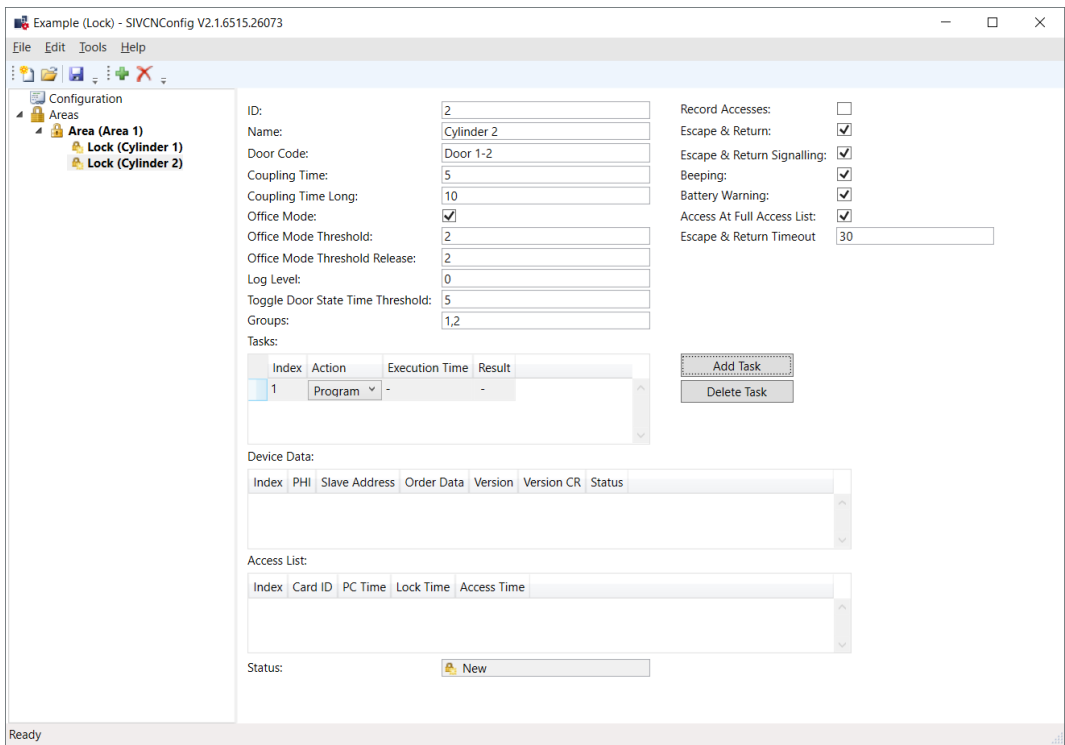 Example (Lock) - SIVCNConfig V2.1.6515.26073
File Edit Tools Help
Configuration
Areas
Area (Area 1)
Lock (Cylinder 1)
Lock (Cylinder 2)
ID: 2
Name: Cylinder 2
Door Code: Door 1-2
Coupling Time: 5
Coupling Time Long: 10
Office Mode:
Office Mode Threshold: 2
Office Mode Threshold Release: 2
Log Level: 0
Toggle Door State Time Threshold: 5
Groups: 1,2
Record Accesses:
Escape & Return:
Escape & Return Signalling:
Beeping:
Battery Warning:
Access At Full Access List:
Escape & Return Timeout 30
Tasks:
Index Action Execution Time Result
1 Program - -
Add Task
Delete Task
Device Data:
Index PHI Slave Address Order Data Version Version CR Status
Access List:
Index Card ID PC Time Lock Time Access Time
Status: New
Ready